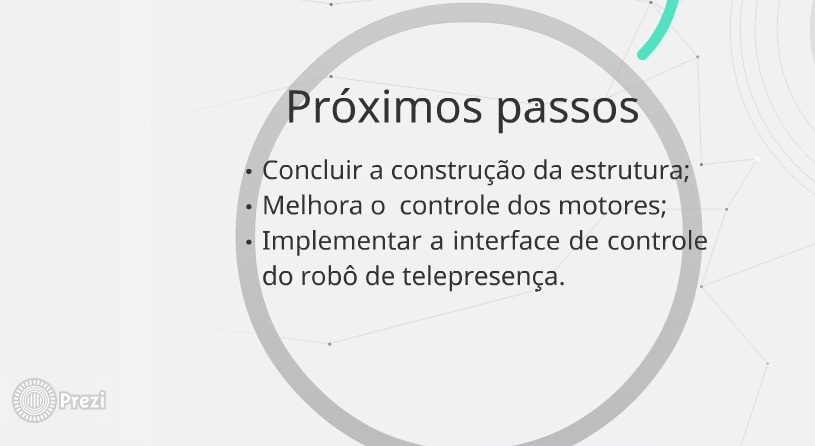 Próximos passos
• Concluir a construção da estrutura;
• Melhora o  controle dos motores;
• Implementar a interface de controle
do robô de telepresença.
Prezi